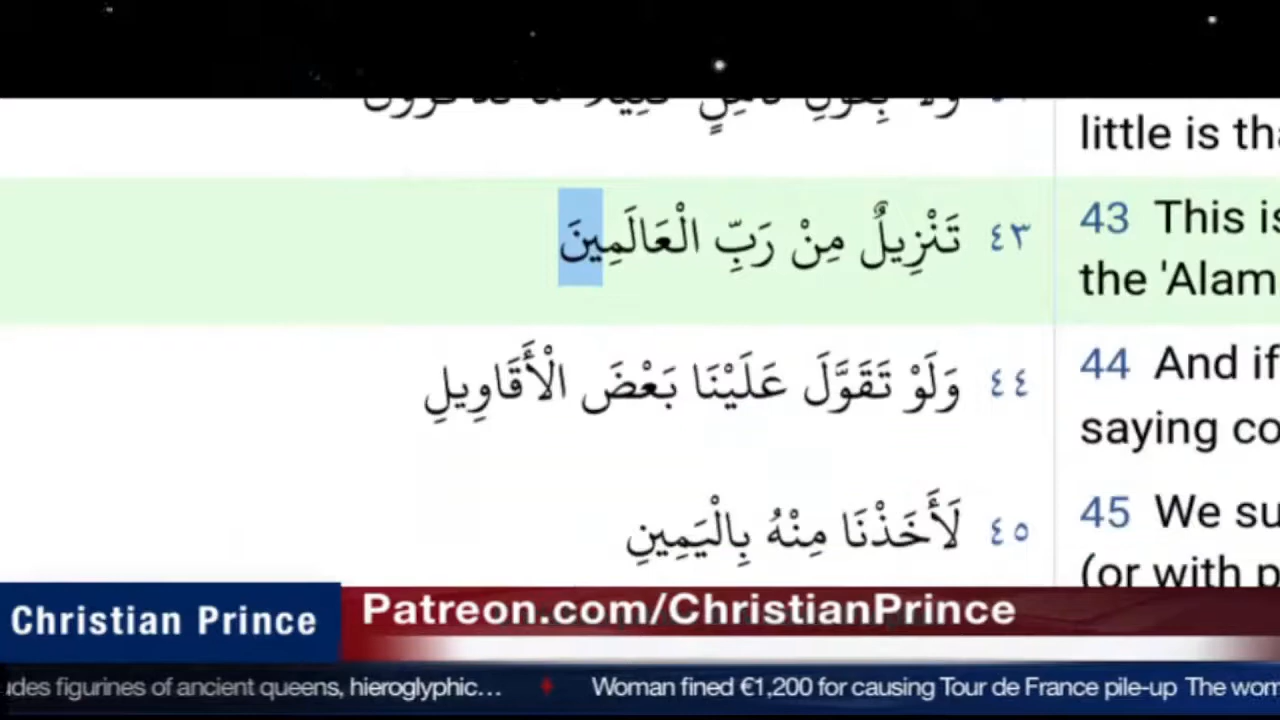 little is tha
٤٣ تَنْزِيلٌ مِنْ رَبِّ الْعَالَمِينَ
43 This is
the 'Alam
٤٤ وَلَوْ تَقَوَّلَ عَلَيْنَا بَعْضَ الْأَقَاوِيلِ
44 And if
saying co
٤٥ لَأَخَذْنَا مِنْهُ بِالْيَمِينِ
45 We su
(or with p
Christian Prince
Patreon.com/ChristianPrince
udes figurines of ancient queens, hieroglyphic... Woman fined €1,200 for causing Tour de France pile-up The wom